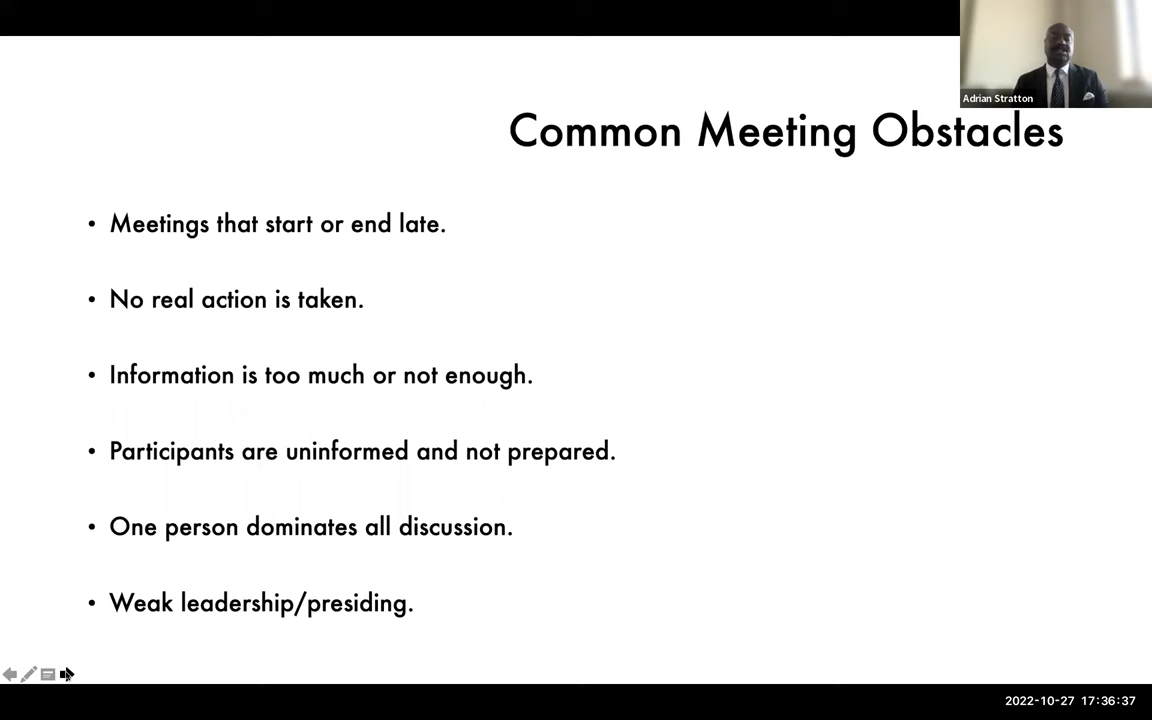 Adrian Stratton
Common Meeting Obstacles
• Meetings that start or end late.
• No real action is taken.
• Information is too much or not enough.
• Participants are uninformed and not prepared.
• One person dominates all discussion.
• Weak leadership/presiding.
2022-10-27 17:36:37